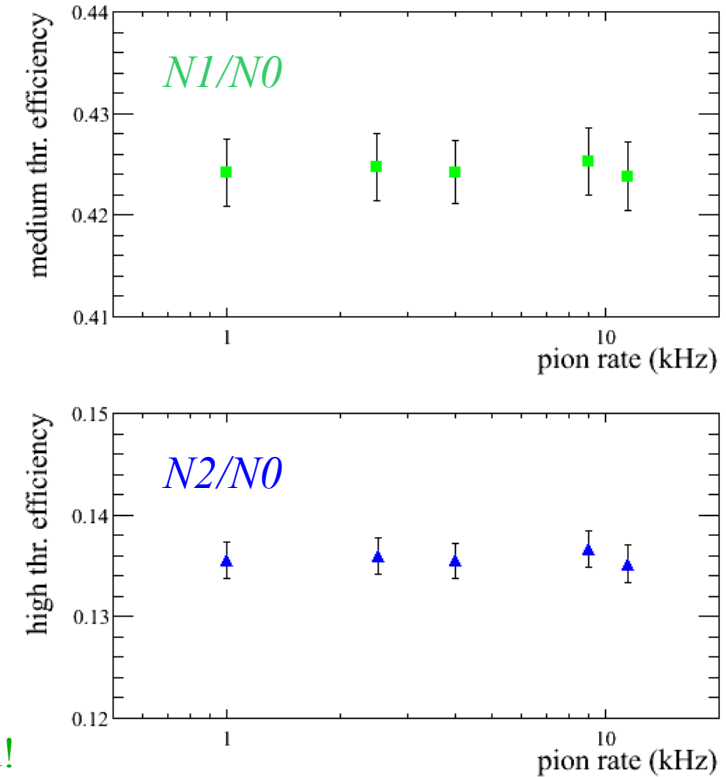 0.44
N1/N0
0.43
0.42
0.41
medium thr. efficiency
1
10
pion rate (kHz)
0.15
N2/N0
0.14
0.13
0.12
high thr. efficiency
1
10
pion rate (kHz)
!